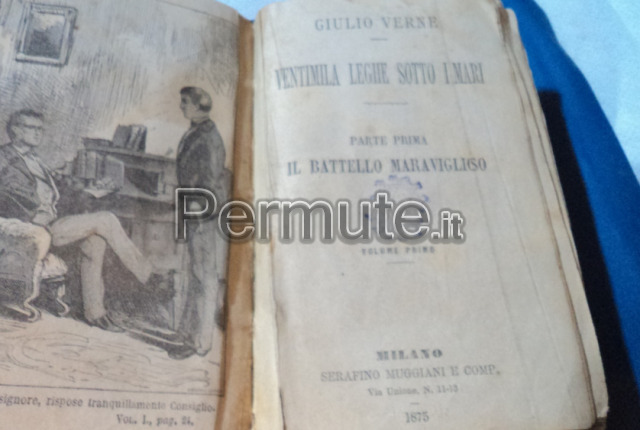 GIULIO VERNE
VENTIMILA LEGHE SOTTO I MARI
PARTE PRIMA
IL BATTELLO MARAVIGLIOSO
Permute.it
VOLUME PRIMO
MILANO
SERAFINO MUGGIANI E COMP.
Via Unione, N. 11-13
1875
signore, rispose tranquillamente Consiglio.
VOL. I., pag. 24.